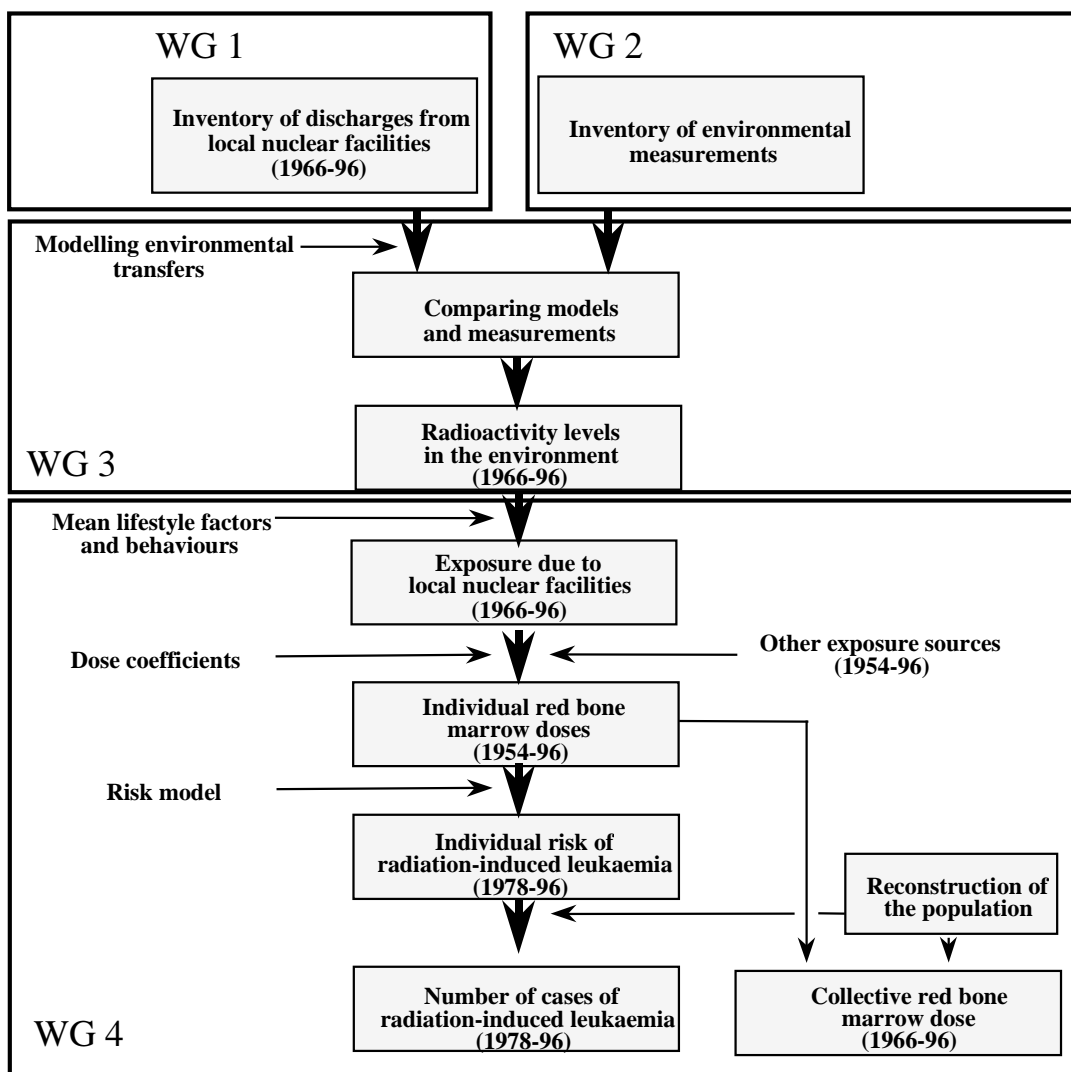 WG 1
Inventory of discharges from
local nuclear facilities
(1966-96)
WG 2
Inventory of environmental
measurements
Modelling environmental
transfers
Comparing models
and measurements
Radioactivity levels
in the environment
(1966-96)
WG 3
Mean lifestyle factors
and behaviours
Exposure due to
local nuclear facilities
(1966-96)
Dose coefficients
Other exposure sources
(1954-96)
Individual red bone
marrow doses
(1954-96)
Risk model
Individual risk of
radiation-induced leukaemia
(1978-96)
Reconstruction of
the population
Number of cases of
radiation-induced leukaemia
(1978-96)
Collective red bone
marrow dose
(1966-96)
WG 4